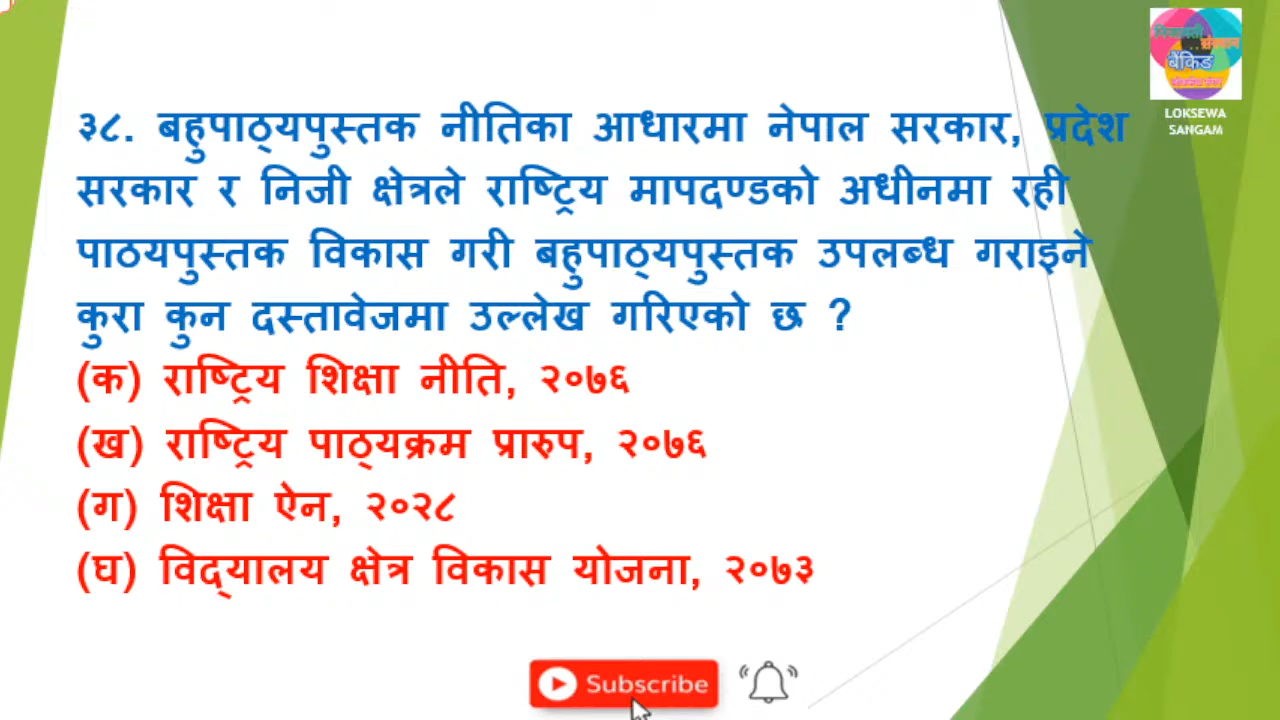 ३८. बहुपाठ्यपुस्तक नीतिका आधारमा नेपाल सरकार, प्रदेश
सरकार र निजी क्षेत्रले राष्ट्रिय मापदण्डको अधीनमा रही
पाठयपुस्तक विकास गरी बहुपाठ्यपुस्तक उपलब्ध गराइने
कुरा कुन दस्तावेजमा उल्लेख गरिएको छ ?
(क) राष्ट्रिय शिक्षा नीति, २०७६
(ख) राष्ट्रिय पाठ्यक्रम प्रारुप, २०७६
(ग) शिक्षा ऐन, २०२८
(घ) विद्यालय क्षेत्र विकास योजना, २०७३
बैंकिङ
LOKSEWA
SANGAM
Subscribe